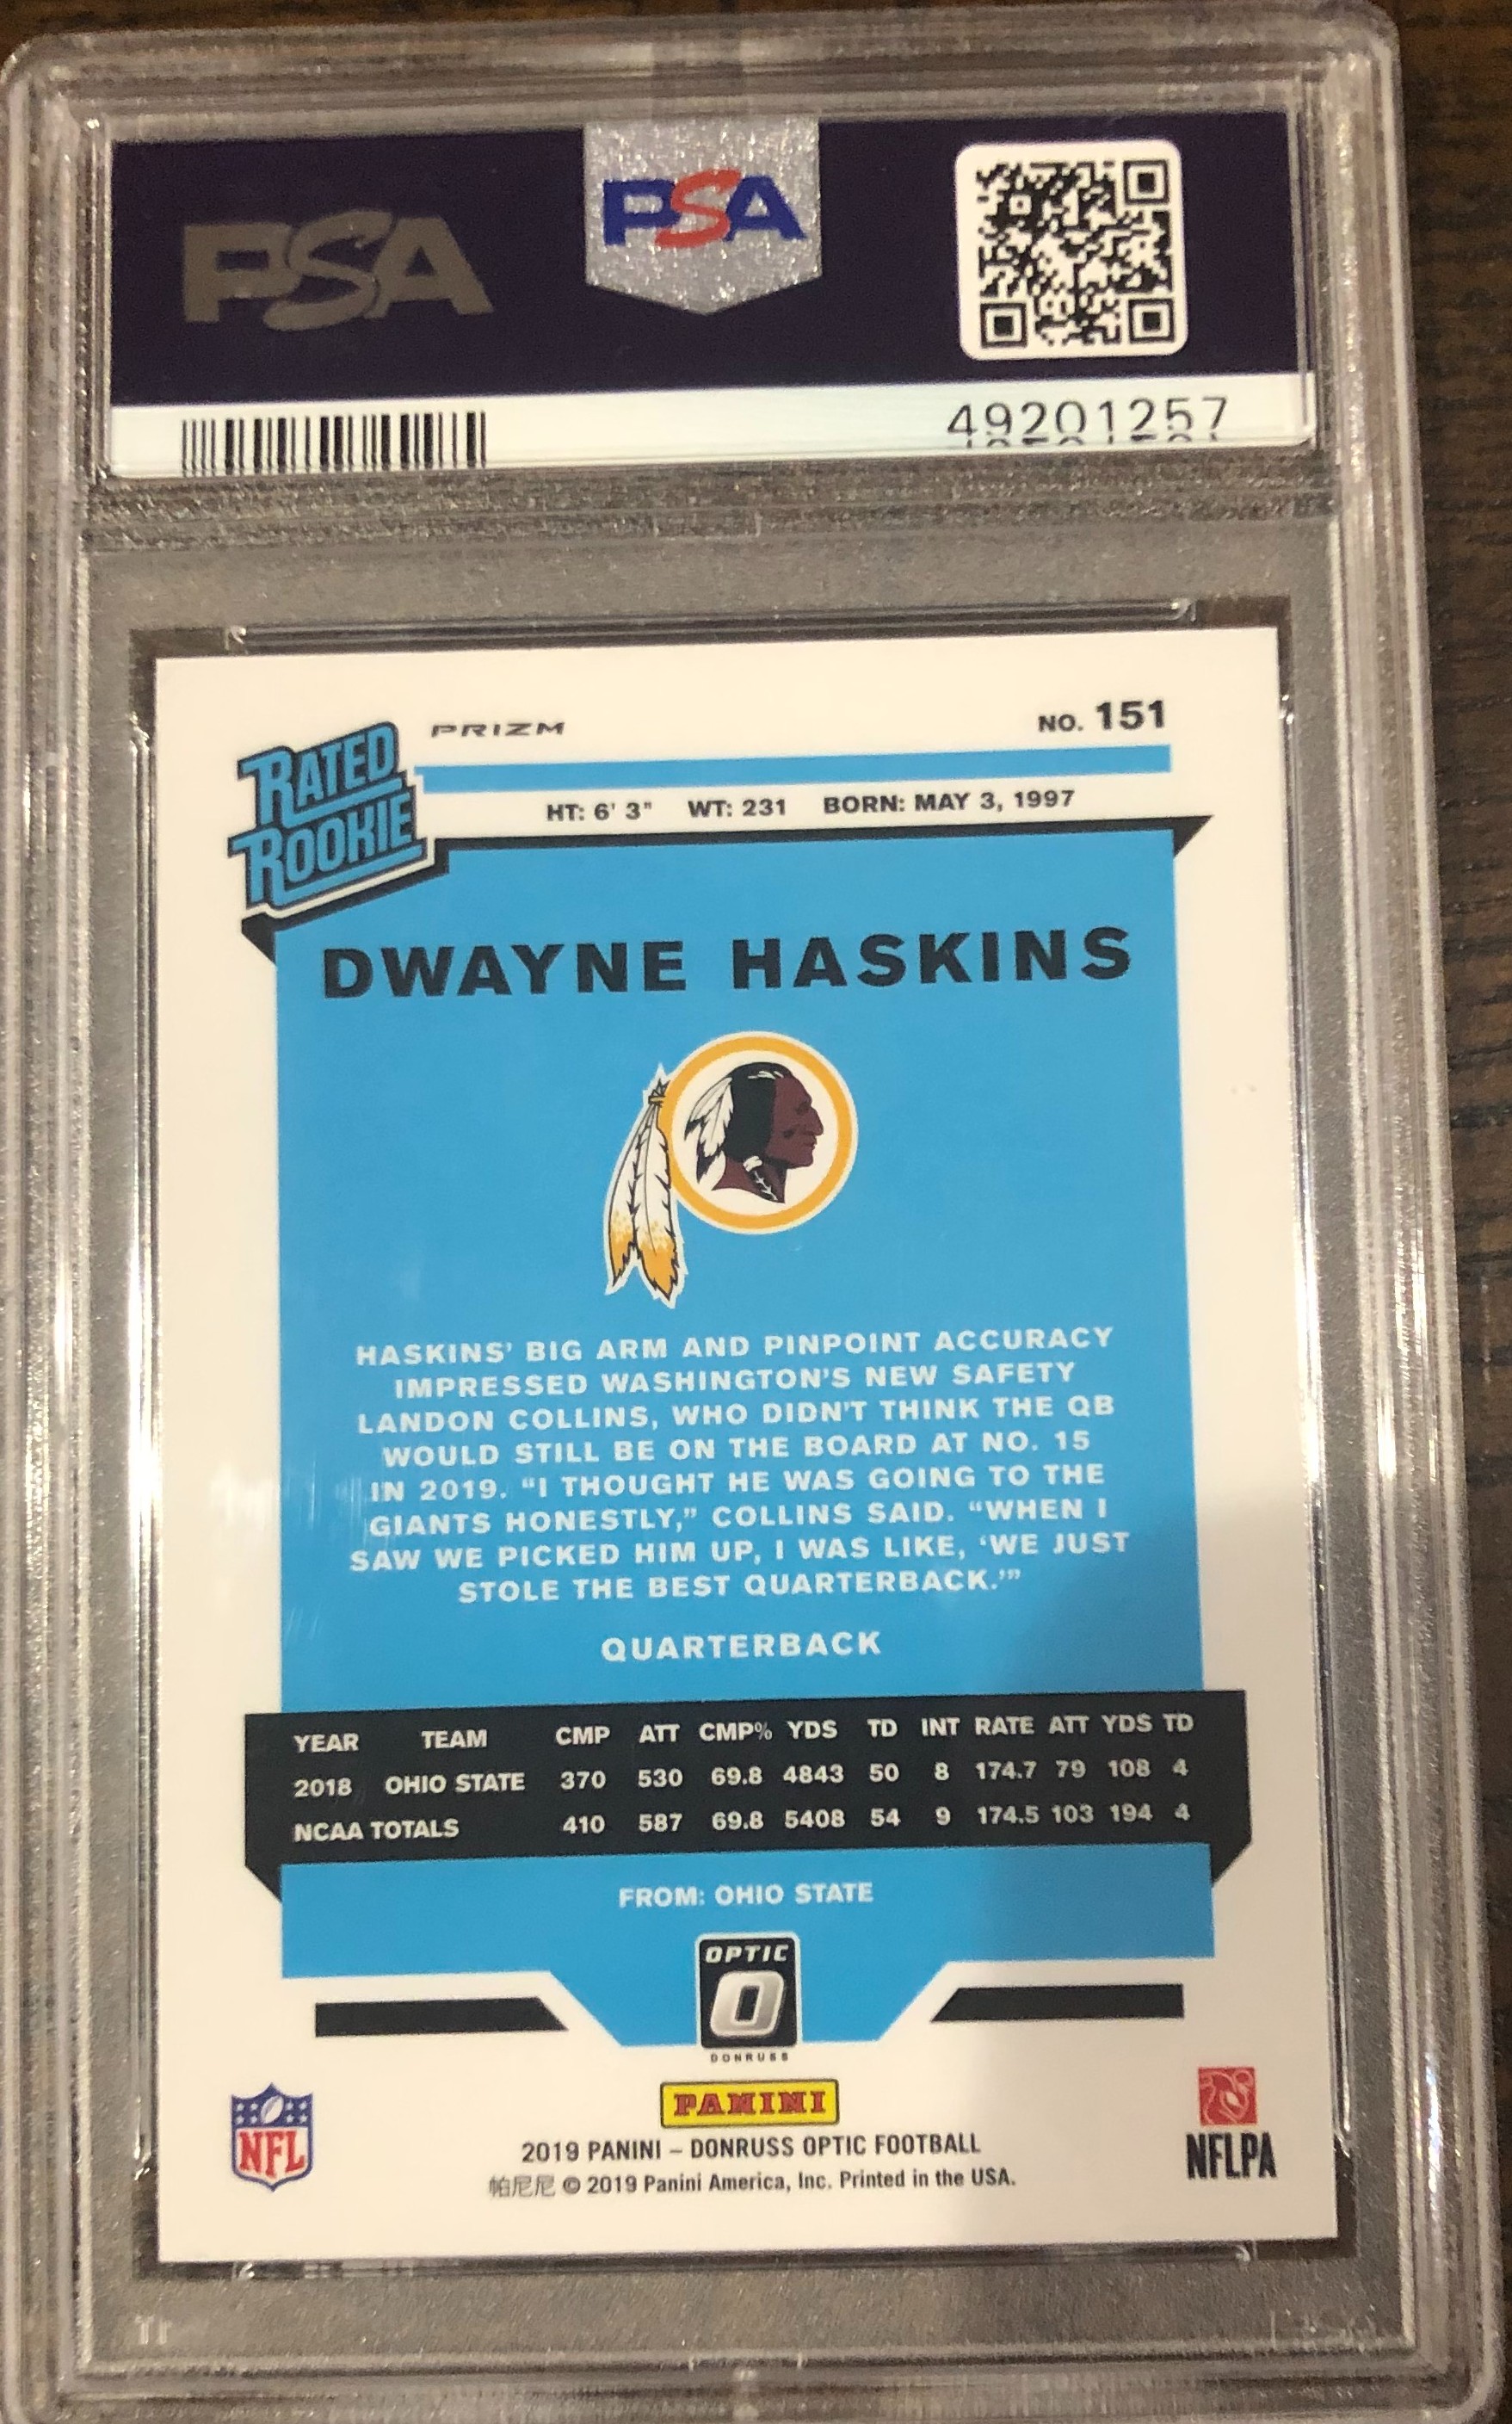 PSA
PSA
49201257
RATED
ROOKIE
PRIZM
NO. 151
HT: 6' 3" WT: 231 BORN: MAY 3, 1997
DWAYNE HASKINS
HASKINS' BIG ARM AND PINPOINT ACCURACY
IMPRESSED WASHINGTON'S NEW SAFETY
LANDON COLLINS, WHO DIDN'T THINK THE QB
WOULD STILL BE ON THE BOARD AT NO. 15
IN 2019. "I THOUGHT HE WAS GOING TO THE
GIANTS HONESTLY," COLLINS SAID. "WHEN I
SAW WE PICKED HIM UP, I WAS LIKE, 'WE JUST
STOLE THE BEST QUARTERBACK.'"
QUARTERBACK
YEAR TEAM CMP ATT CMP% YDS TD INT RATE ATT YDS TD
2018 OHIO STATE 370 530 69.8 4843 50 8 174.7 79 108 4
NCAA TOTALS 410 587 69.8 5408 54 9 174.5 103 194 4
FROM: OHIO STATE
OPTIC
O
DONRUSS
PANINI
NFL
2019 PANINI – DONRUSS OPTIC FOOTBALL
帕尼尼 © 2019 Panini America, Inc. Printed in the USA.
NFLPA